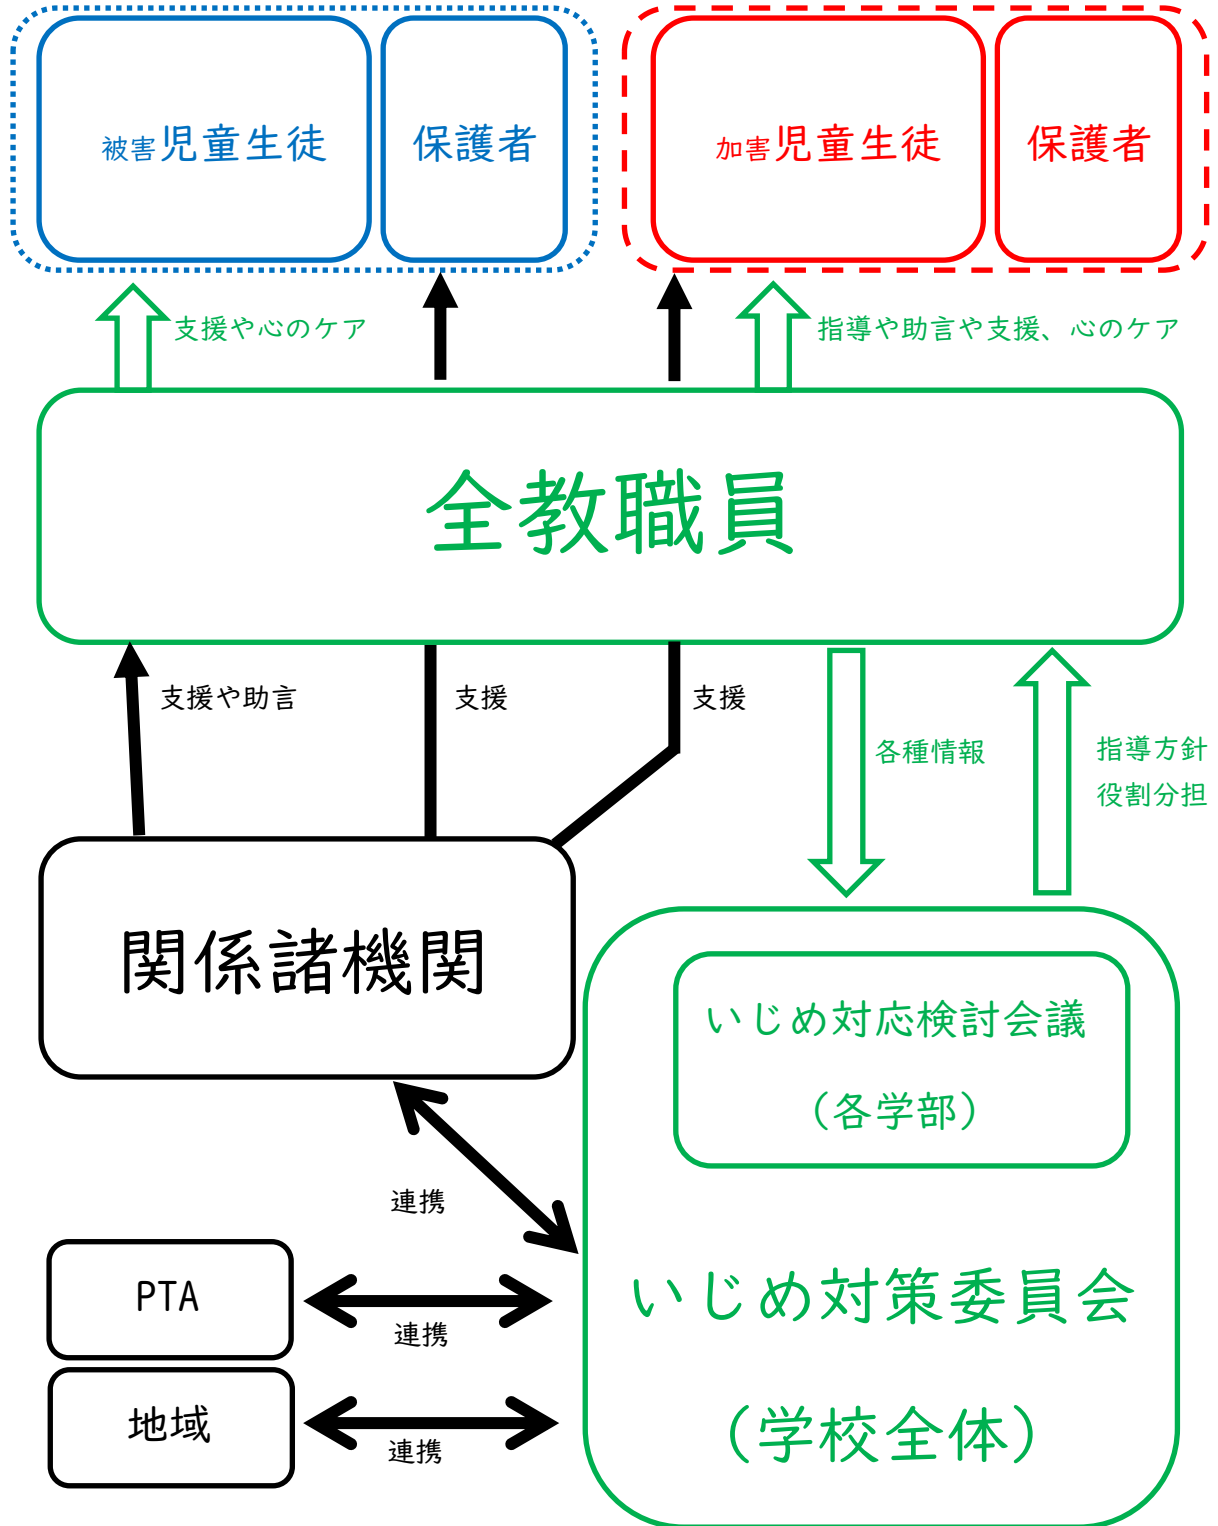 被害児童生徒
保護者
加害児童生徒
保護者
支援や心のケア
指導や助言や支援、心のケア
全教職員
支援や助言
支援
支援
各種情報
指導方針
役割分担
関係諸機関
いじめ対応検討会議
（各学部）
連携
いじめ対策委員会
（学校全体）
PTA
連携
地域
連携